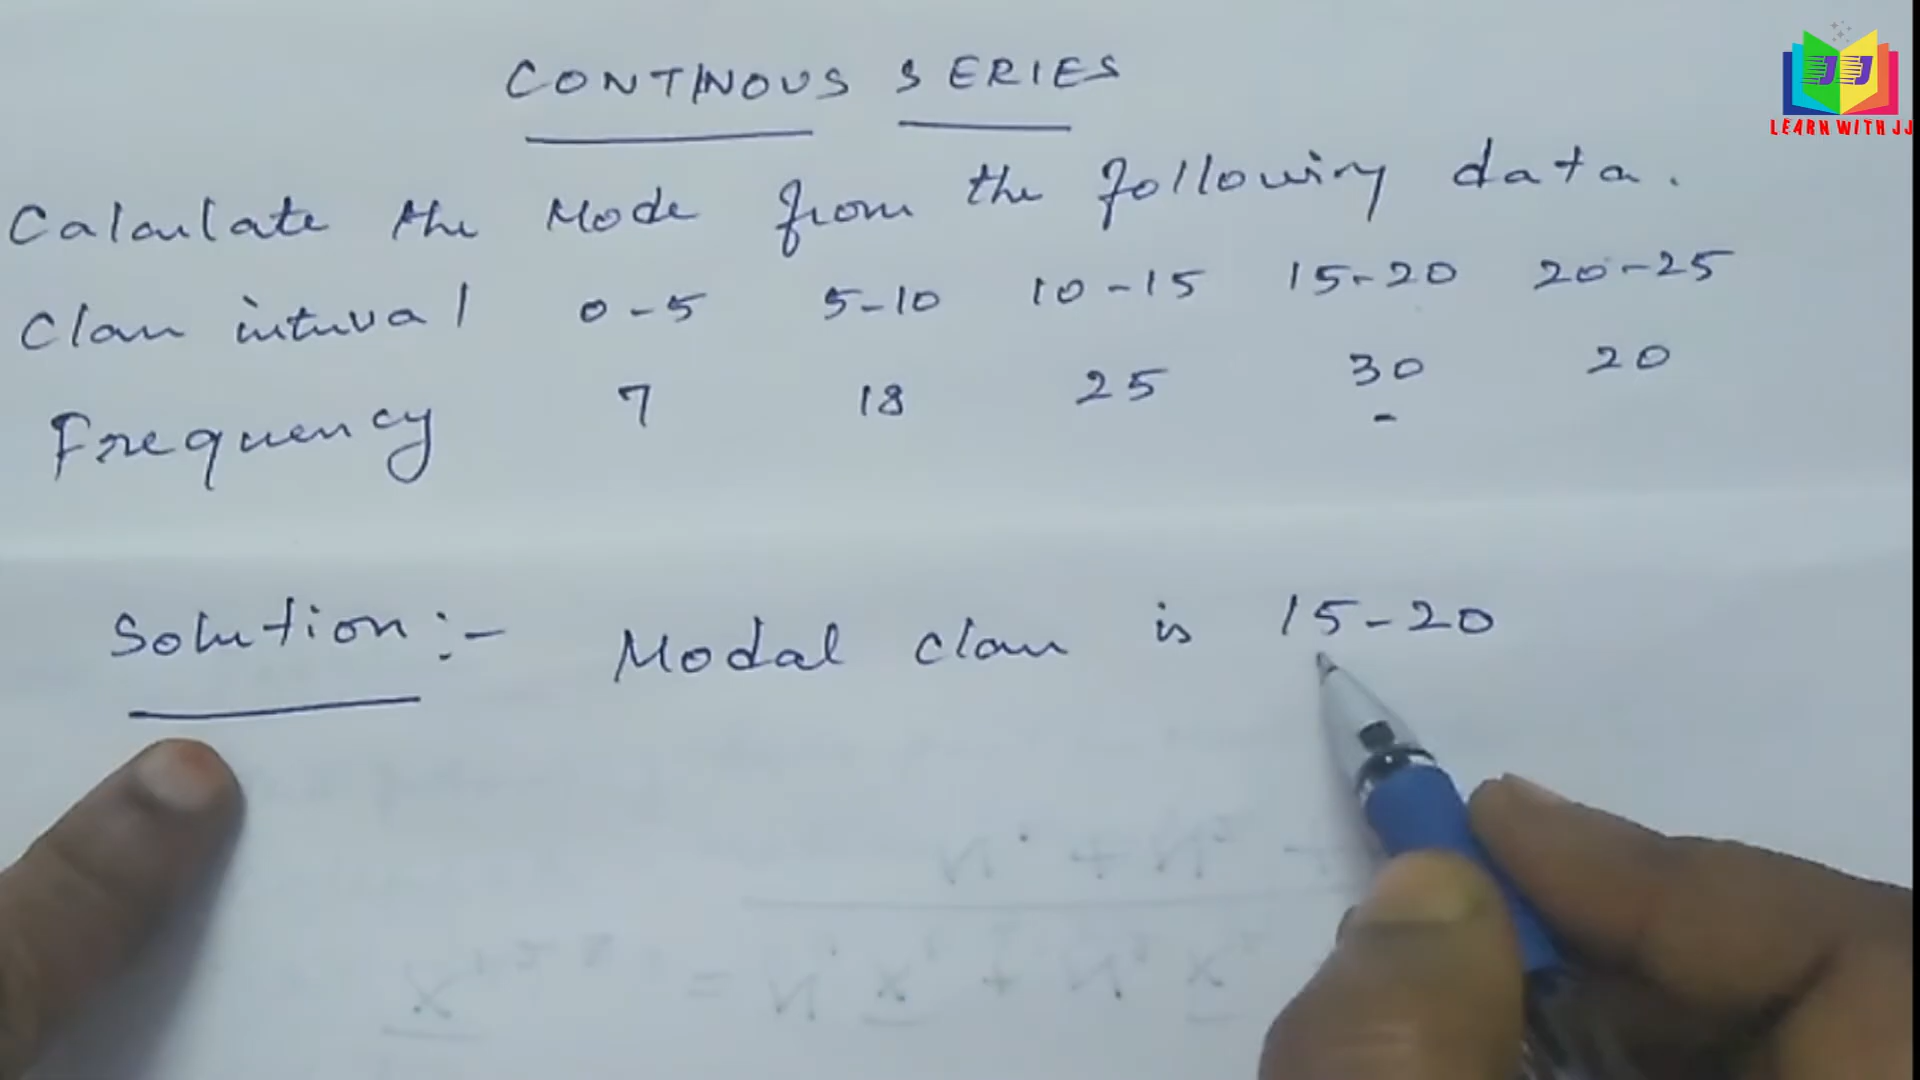 CONTINOUS SERIES
LEARN WITH JJ
Calculate the Mode from the following data.
Class interval 0-5 5-10 10-15 15-20 20-25
Frequency 7 18 25 30 20
Solution:- Modal class is 15-20